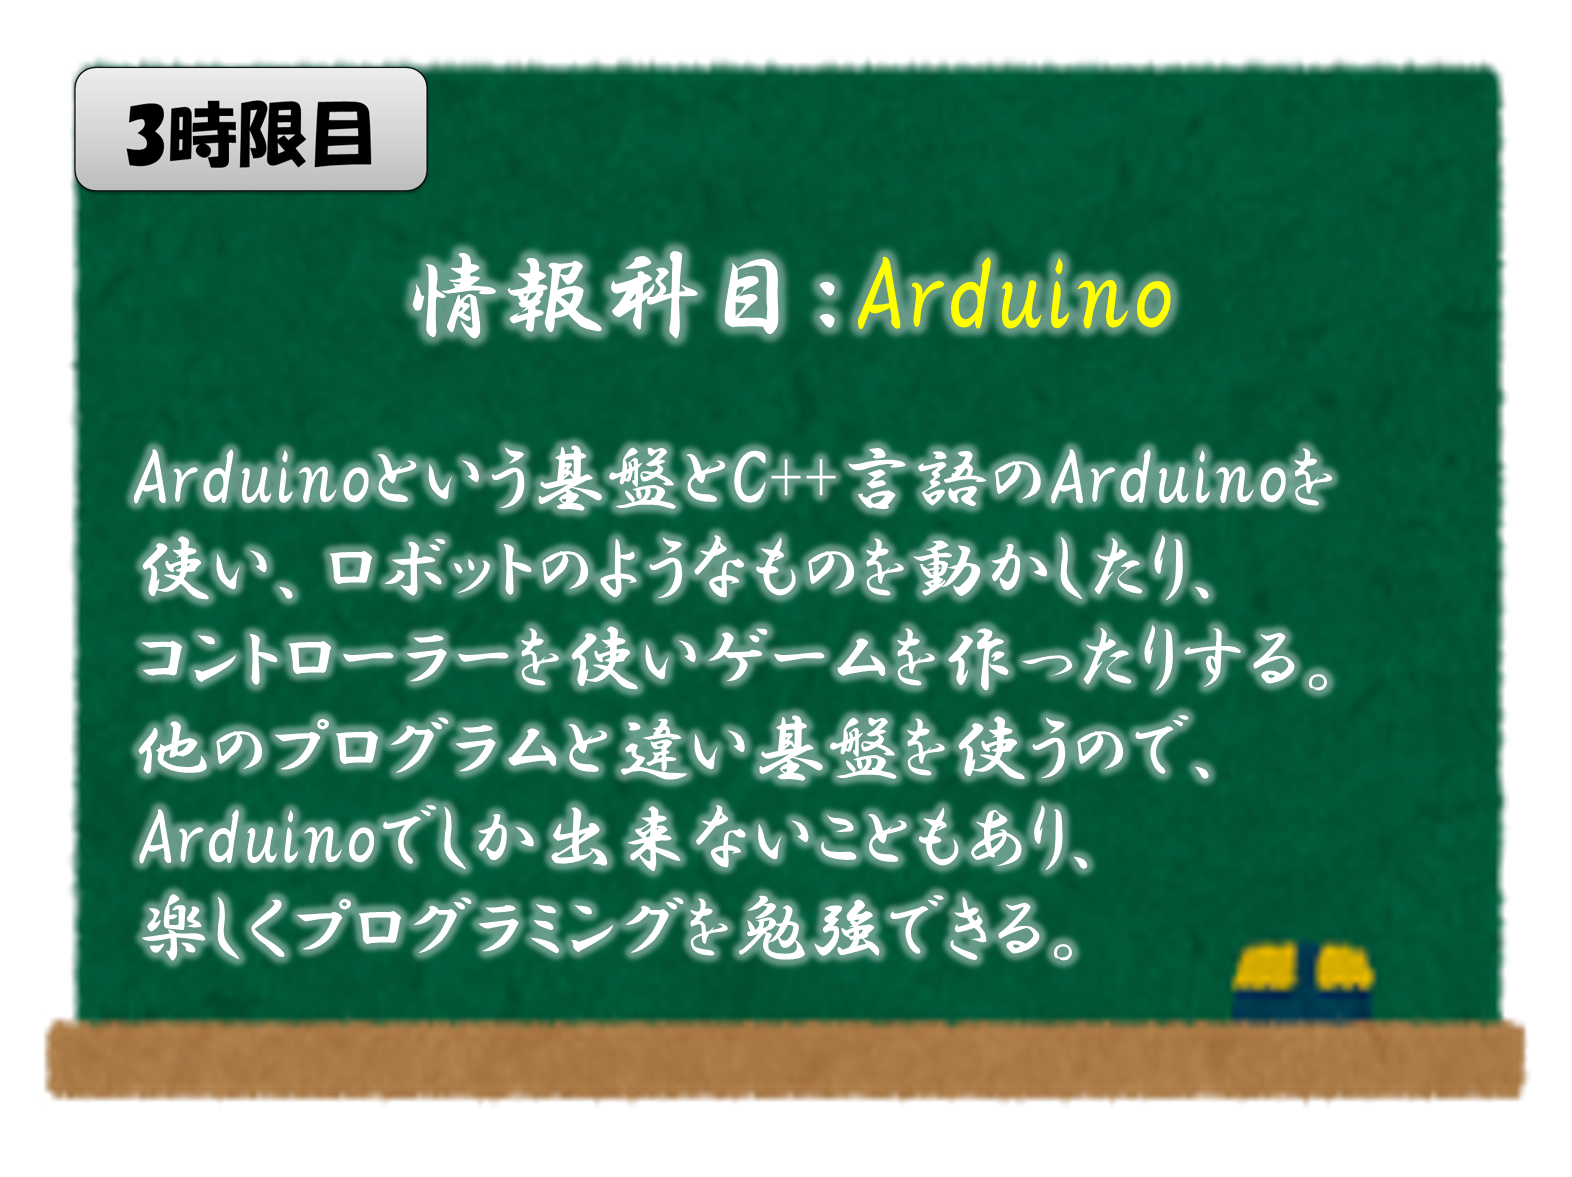 3時限目
情報科目：Arduino
Arduinoという基盤とC++言語のArduinoを
使い、ロボットのようなものを動かしたり、
コントローラーを使いゲームを作ったりする。
他のプログラムと違い基盤を使うので、
Arduinoでしか出来ないこともあり、
楽しくプログラミングを勉強できる。